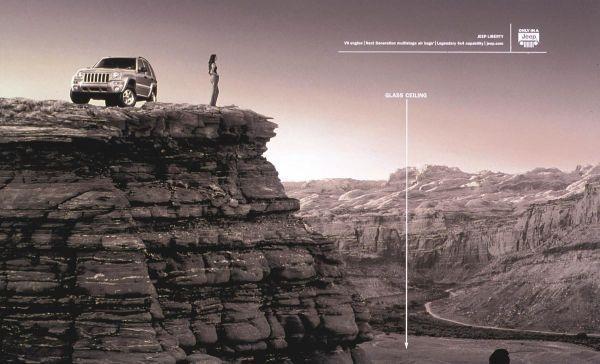 JEEP LIBERTY
V6 engine | Next Generation multistage air bags* | Legendary 4x4 capability | jeep.com
ONLY IN A
Jeep
GLASS CEILING